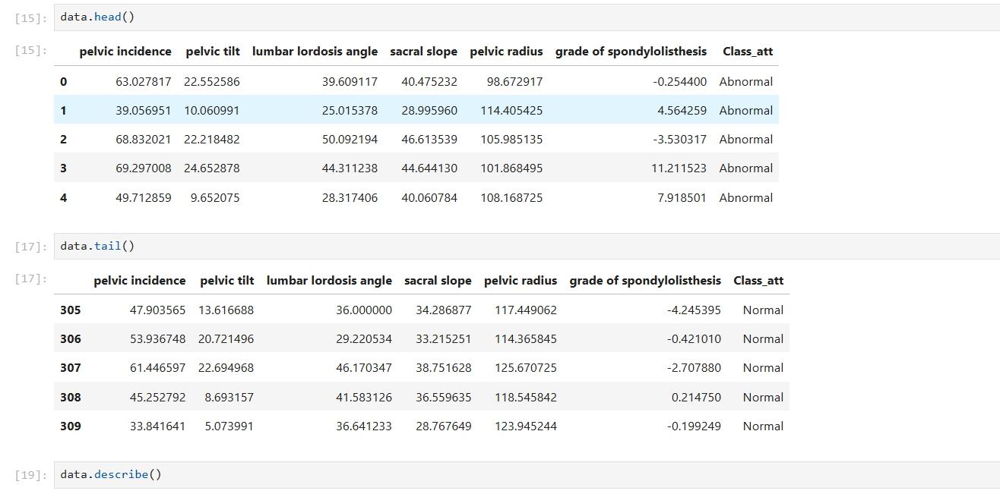 [15]: data.head()
[15]: pelvic incidence pelvic tilt lumbar lordosis angle sacral slope pelvic radius grade of spondylolisthesis Class_att
0 63.027817 22.552586 39.609117 40.475232 98.672917 -0.254400 Abnormal
1 39.056951 10.060991 25.015378 28.995960 114.405425 4.564259 Abnormal
2 68.832021 22.218482 50.092194 46.613539 105.985135 -3.530317 Abnormal
3 69.297008 24.652878 44.311238 44.644130 101.868495 11.211523 Abnormal
4 49.712859 9.652075 28.317406 40.060784 108.168725 7.918501 Abnormal
[17]: data.tail()
[17]: pelvic incidence pelvic tilt lumbar lordosis angle sacral slope pelvic radius grade of spondylolisthesis Class_att
305 47.903565 13.616688 36.000000 34.286877 117.449062 -4.245395 Normal
306 53.936748 20.721496 29.220534 33.215251 114.365845 -0.421010 Normal
307 61.446597 22.694968 46.170347 38.751628 125.670725 -2.707880 Normal
308 45.252792 8.693157 41.583126 36.559635 118.545842 0.214750 Normal
309 33.841641 5.073991 36.641233 28.767649 123.945244 -0.199249 Normal
[19]: data.describe()